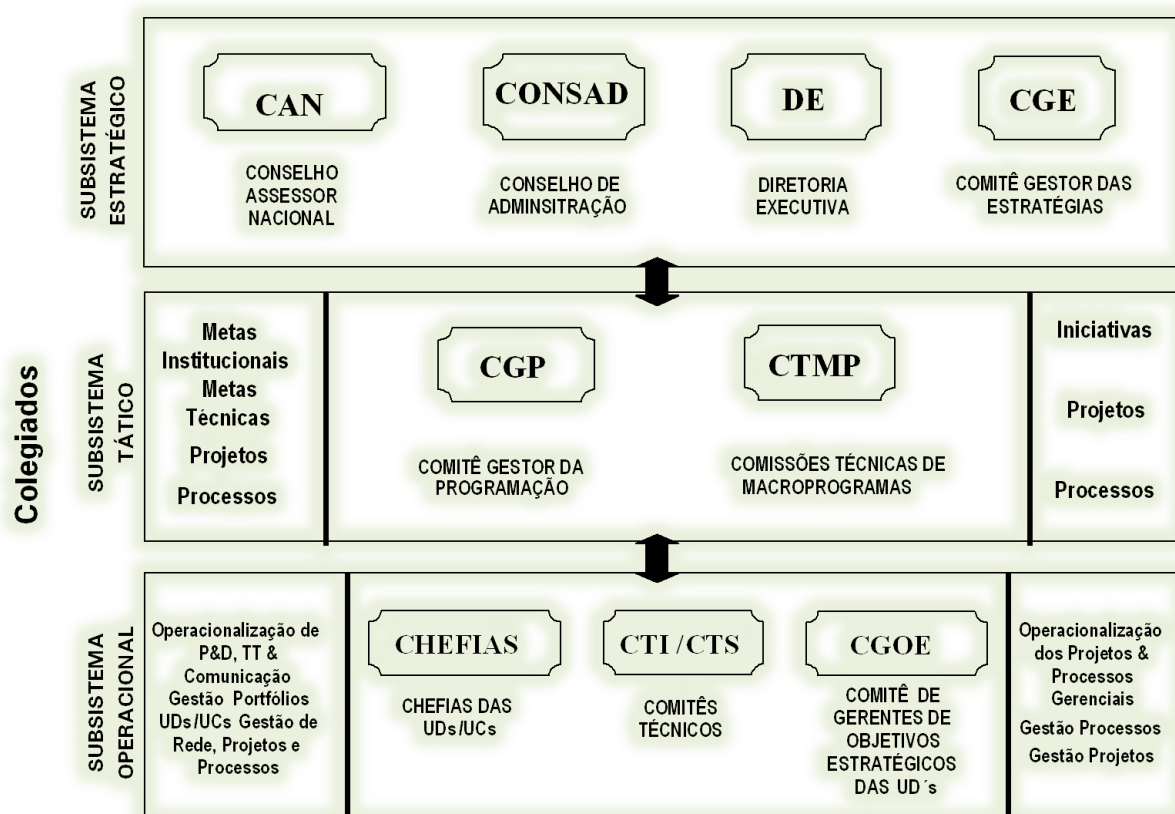 Colegiados
SUBSISTEMA
ESTRATÉGICO
CAN
CONSELHO
ASSESSOR
NACIONAL
CONSAD
CONSELHO DE
ADMINSITRAÇÃO
DE
DIRETORIA
EXECUTIVA
CGE
COMITÊ GESTOR DAS
ESTRATÉGIAS
SUBSISTEMA
TÁTICO
Metas
Institucionais
Metas
Técnicas
Projetos
Processos
CGP
COMITÊ GESTOR DA
PROGRAMAÇÃO
CTMP
COMISSÕES TÉCNICAS DE
MACROPROGRAMAS
Iniciativas
Projetos
Processos
SUBSISTEMA
OPERACIONAL
Operacionalização de
P&D, TT &
Comunicação
Gestão Portfólios
UDs/UCs Gestão de
Rede, Projetos e
Processos
CHEFIAS
CHEFIAS DAS
UDs/UCs
CTI /CTS
COMITÊS
TÉCNICOS
CGOE
COMITÊ DE
GERENTES DE
OBJETIVOS
ESTRATÉGICOS
DAS UD´s
Operacionalização
dos Projetos &
Processos
Gerenciais
Gestão Processos
Gestão Projetos